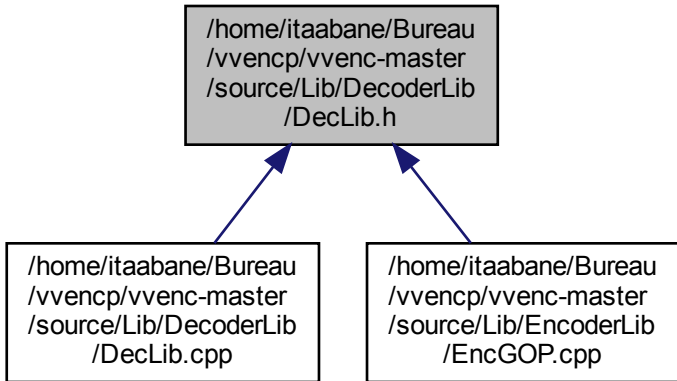 /home/itaabane/Bureau
/vvencp/vvenc-master
/source/Lib/DecoderLib
/DecLib.h
/home/itaabane/Bureau
/vvencp/vvenc-master
/source/Lib/DecoderLib
/DecLib.cpp
/home/itaabane/Bureau
/vvencp/vvenc-master
/source/Lib/EncoderLib
/EncGOP.cpp